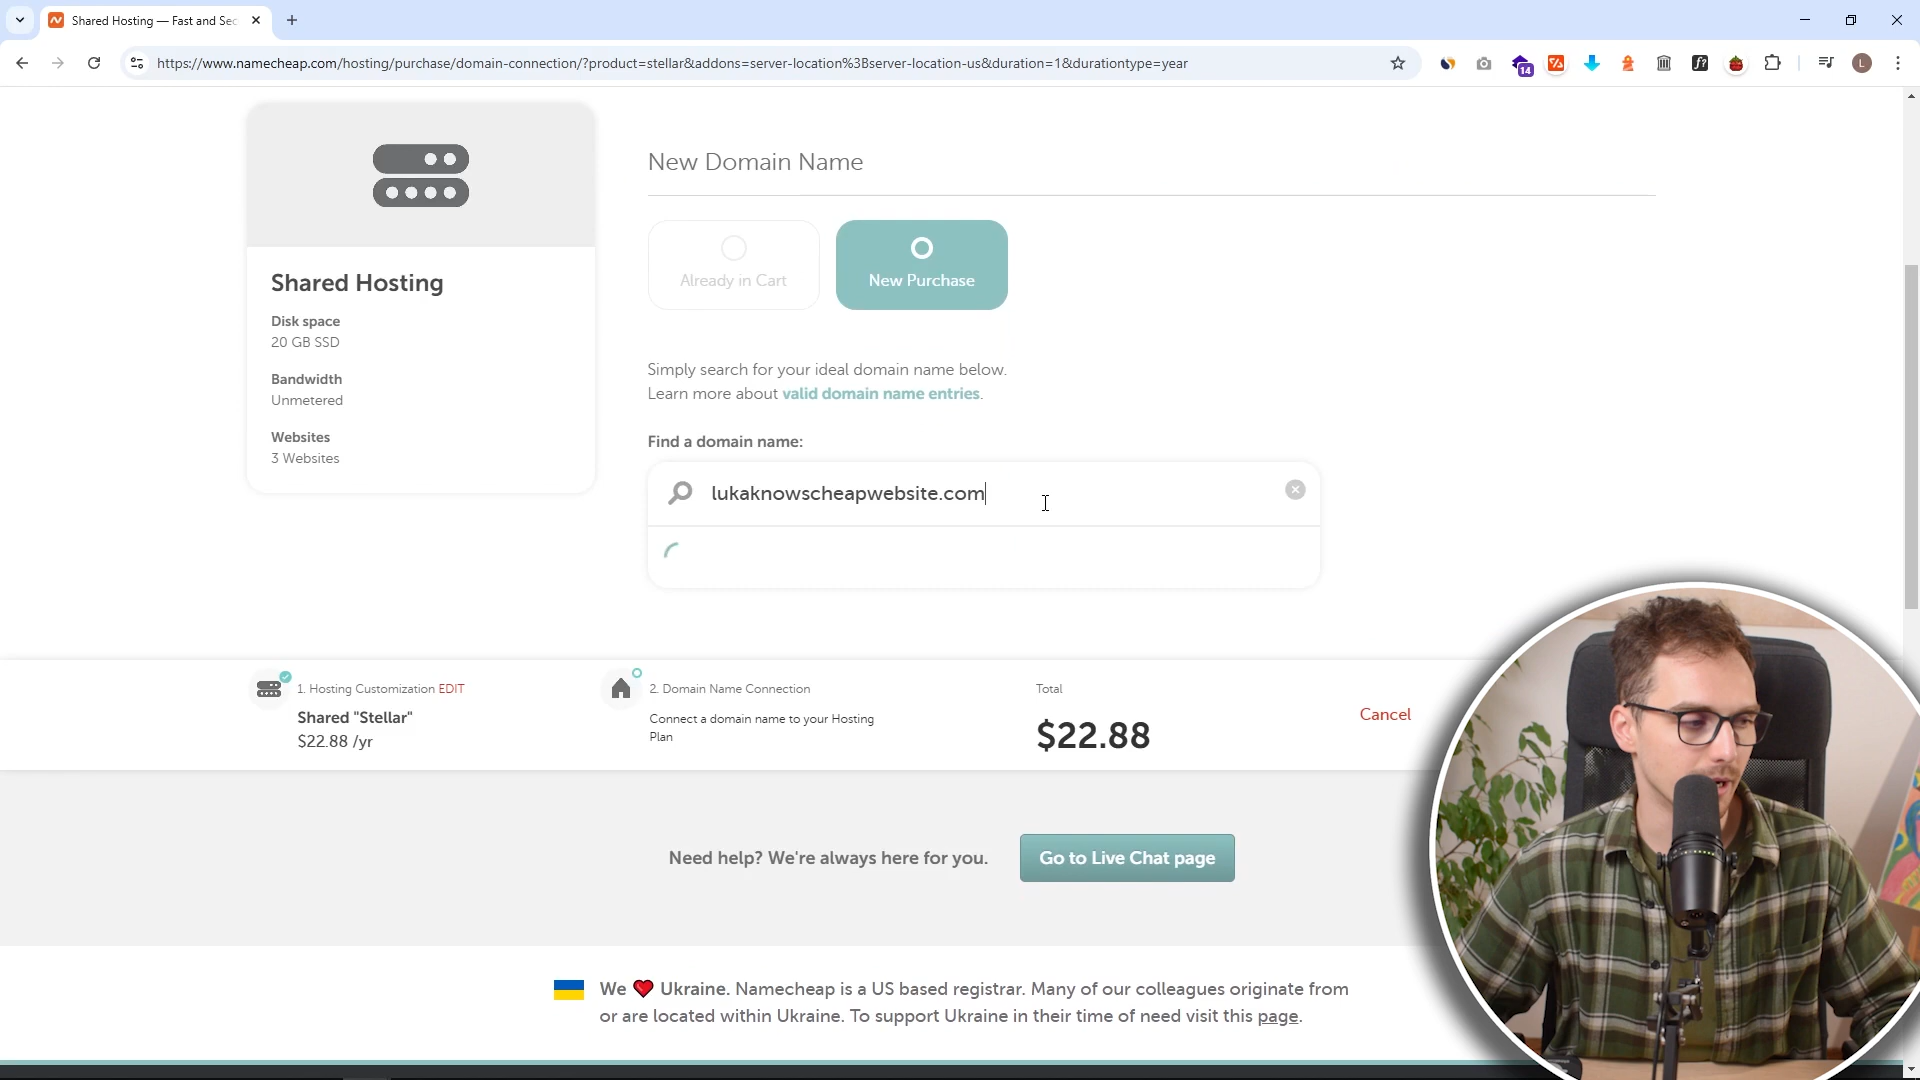 Shared Hosting — Fast and Sec
https://www.namecheap.com/hosting/purchase/domain-connection/?product=stellar&addons=server-location%3Bserver-location-us&duration=1&durationtype=year
14
f?
L
New Domain Name
Already in Cart
New Purchase
Shared Hosting
Disk space
20 GB SSD
Bandwidth
Unmetered
Websites
3 Websites
Simply search for your ideal domain name below.
Learn more about valid domain name entries.
Find a domain name:
lukaknowscheapwebsite.com
1. Hosting Customization EDIT
Shared "Stellar"
$22.88 /yr
2. Domain Name Connection
Connect a domain name to your Hosting
Plan
Total
$22.88
Cancel
Need help? We're always here for you.
Go to Live Chat page
We ❤ Ukraine. Namecheap is a US based registrar. Many of our colleagues originate from
or are located within Ukraine. To support Ukraine in their time of need visit this page.